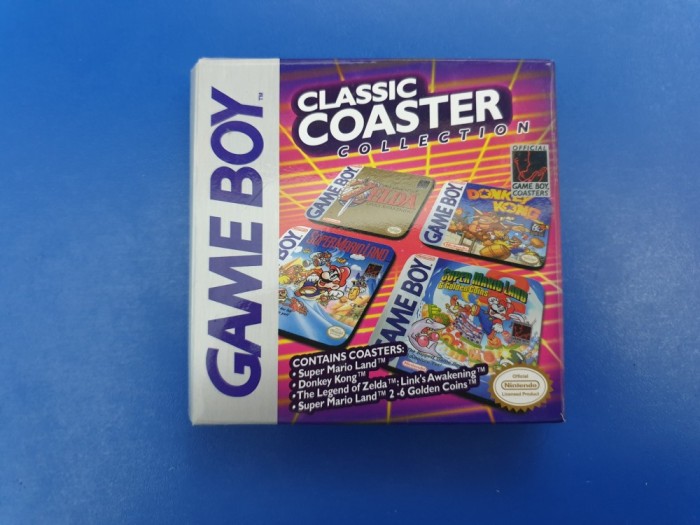 GAME BOY™
CLASSIC
COASTER
COLLECTION
OFFICIAL
GAME BOY
COASTERS
GAME BOY
ZELDA
GAME BOY
DONKEY
KONG
BOY
SUPER MARIO LAND
GAME BOY
SUPER MARIO LAND
6 Golden Coins
CONTAINS COASTERS:
• Super Mario Land™
• Donkey Kong™
• The Legend of Zelda™: Link's Awakening™
• Super Mario Land™ 2 -6 Golden Coins™
Official
Nintendo
Licensed Product